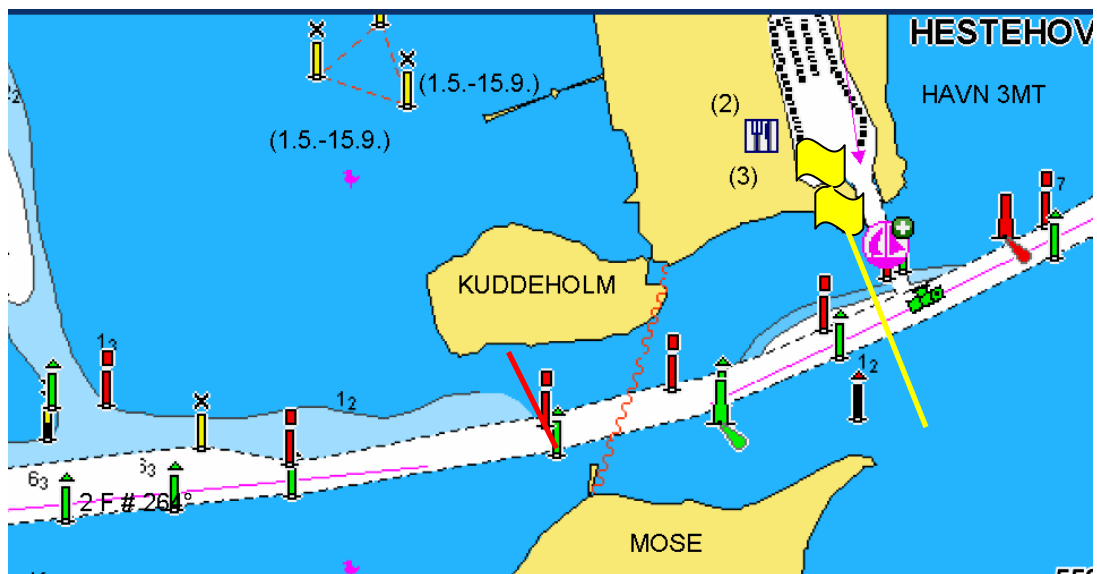 HESTEHOV
HAVN 3MT
(1.5.-15.9.)
(2)
(1.5.-15.9.)
(3)
7
KUDDEHOLM
1₃
1₂
1₂
6₃
5₃
2 F # 264°
MOSE